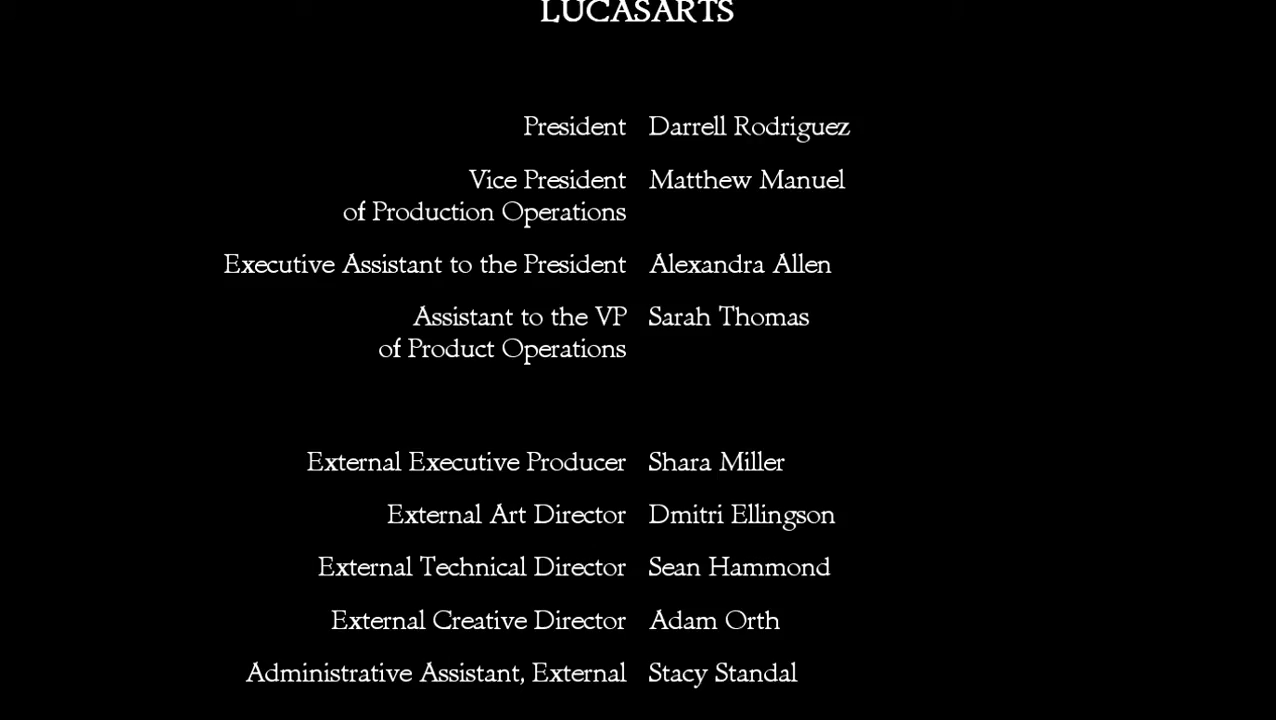 LUCASARTS
President Darrell Rodriguez
Vice President Matthew Manuel
of Production Operations
Executive Assistant to the President Alexandra Allen
Assistant to the VP Sarah Thomas
of Product Operations
External Executive Producer Shara Miller
External Art Director Dmitri Ellingson
External Technical Director Sean Hammond
External Creative Director Adam Orth
Administrative Assistant, External Stacy Standal